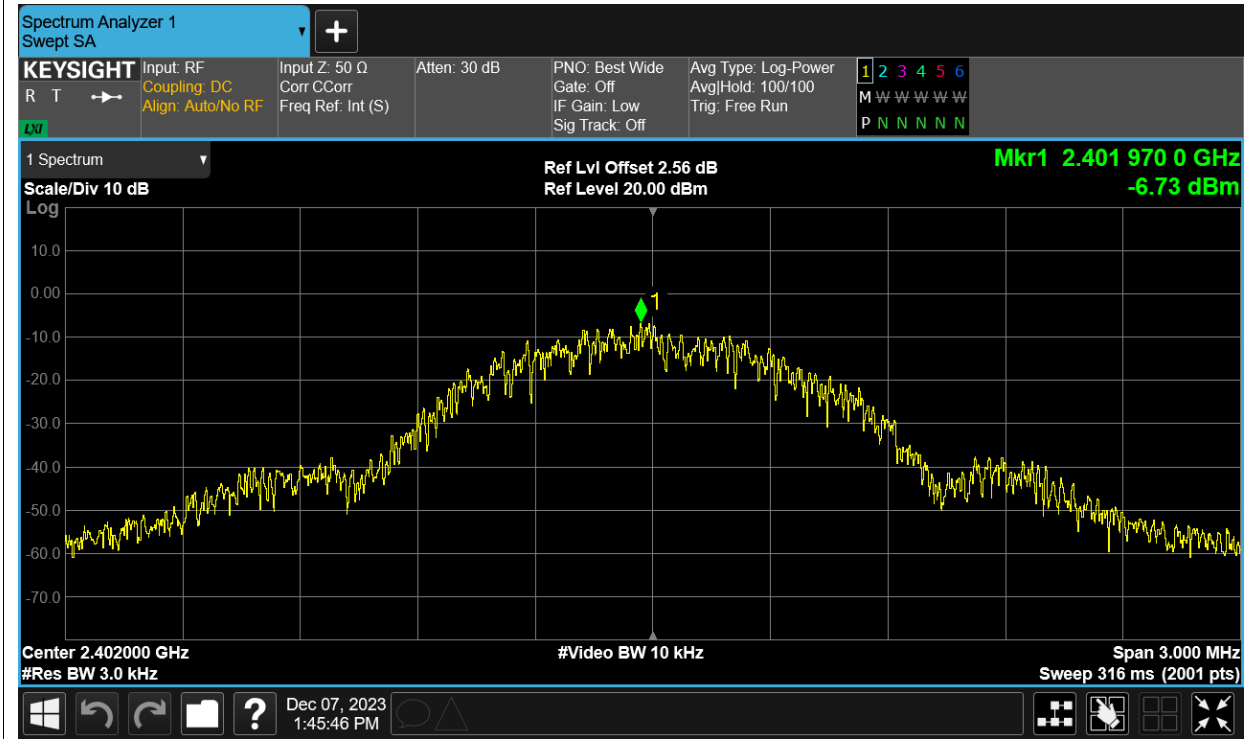 Spectrum Analyzer 1
Swept SA
KEYSIGHT
R T
LXI
Input: RF
Coupling: DC
Align: Auto/No RF
Input Z: 50 Ω
Corr CCorr
Freq Ref: Int (S)
Atten: 30 dB
PNO: Best Wide
Gate: Off
IF Gain: Low
Sig Track: Off
Avg Type: Log-Power
Avg|Hold: 100/100
Trig: Free Run
1 2 3 4 5 6
M W W W W W
P N N N N N
1 Spectrum
Scale/Div 10 dB
Log
Ref Lvl Offset 2.56 dB
Ref Level 20.00 dBm
Mkr1 2.401 970 0 GHz
-6.73 dBm
10.0
0.00
-10.0
-20.0
-30.0
-40.0
-50.0
-60.0
-70.0
1
Center 2.402000 GHz
#Res BW 3.0 kHz
#Video BW 10 kHz
Span 3.000 MHz
Sweep 316 ms (2001 pts)
?
Dec 07, 2023
1:45:46 PM